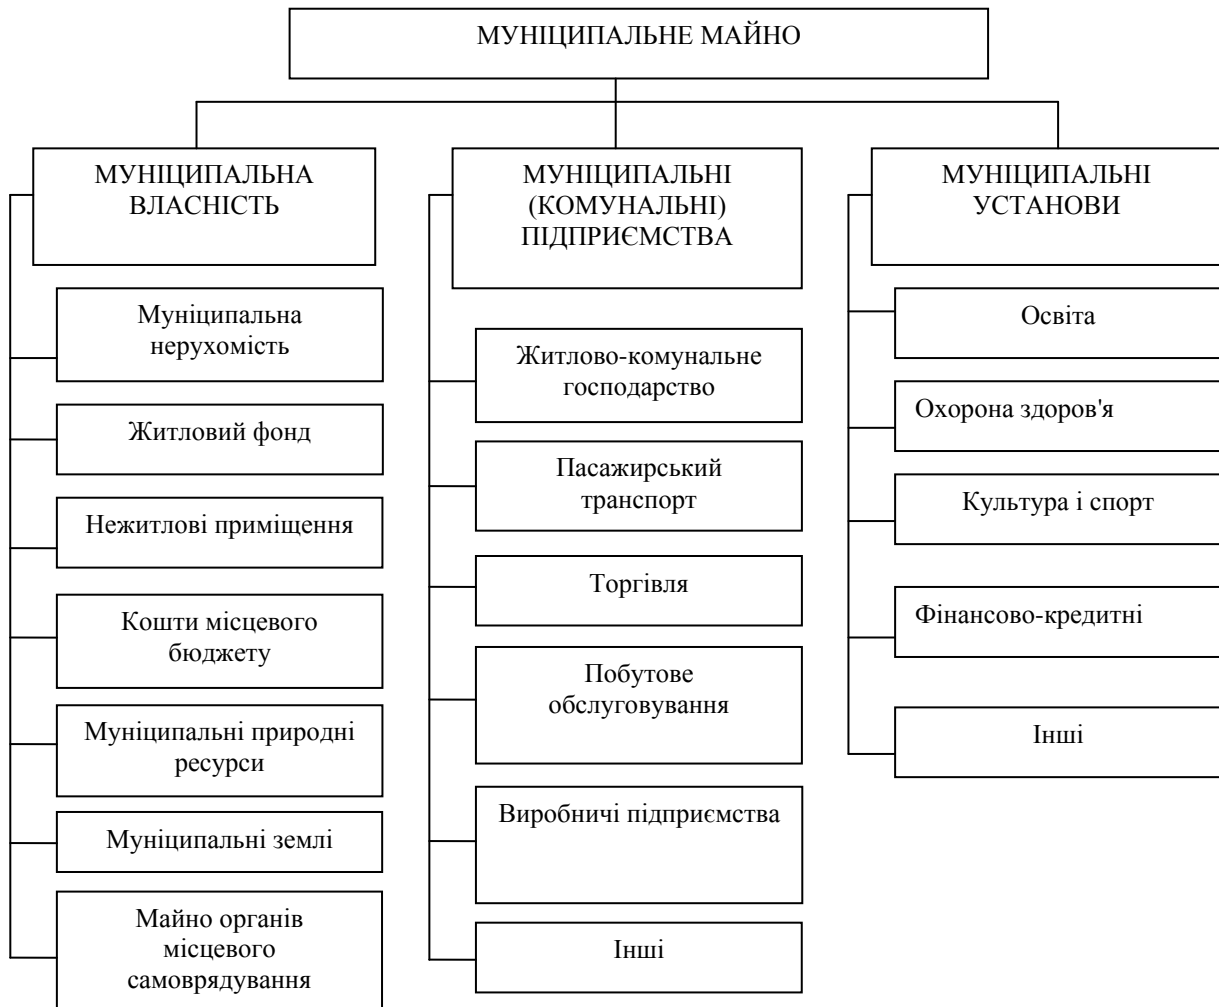 МУНІЦИПАЛЬНЕ МАЙНО
МУНІЦИПАЛЬНА
ВЛАСНІСТЬ
Муніципальна
нерухомість
Житловий фонд
Нежитлові приміщення
Кошти місцевого
бюджету
Муніципальні природні
ресурси
Муніципальні землі
Майно органів
місцевого
самоврядування
МУНІЦИПАЛЬНІ
(КОМУНАЛЬНІ)
ПІДПРИЄМСТВА
Житлово-комунальне
господарство
Пасажирський
транспорт
Торгівля
Побутове
обслуговування
Виробничі підприємства
Інші
МУНІЦИПАЛЬНІ
УСТАНОВИ
Освіта
Охорона здоров'я
Культура і спорт
Фінансово-кредитні
Інші